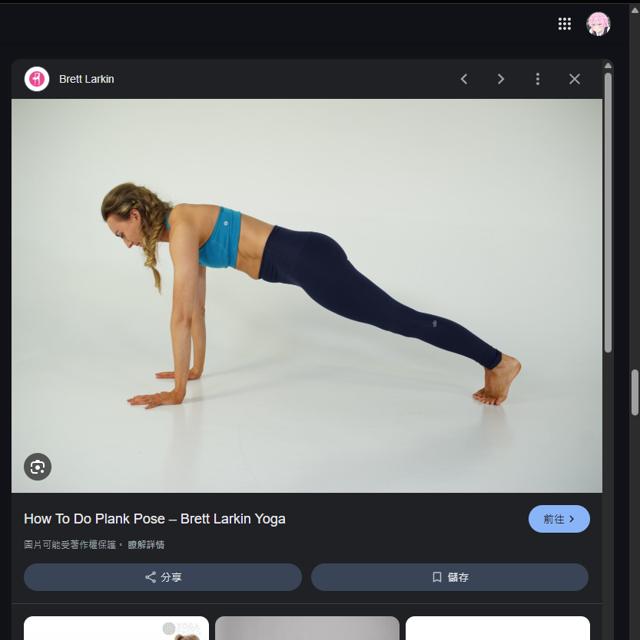 Brett Larkin
How To Do Plank Pose – Brett Larkin Yoga
前往
圖片可能受著作權保護。 瞭解詳情
分享
儲存